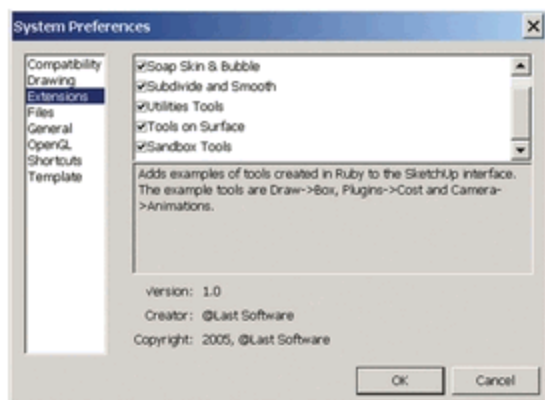 System Preferences
Compatibility
Drawing
Extensions
Files
General
OpenGL
Shortcuts
Template
Soap Skin & Bubble
Subdivide and Smooth
Utilities Tools
Tools on Surface
Sandbox Tools
Adds examples of tools created in Ruby to the SketchUp interface.
The example tools are Draw->Box, Plugins->Cost and Camera-
>Animations.
Version: 1.0
Creator: @Last Software
Copyright: 2005, @Last Software
OK
Cancel